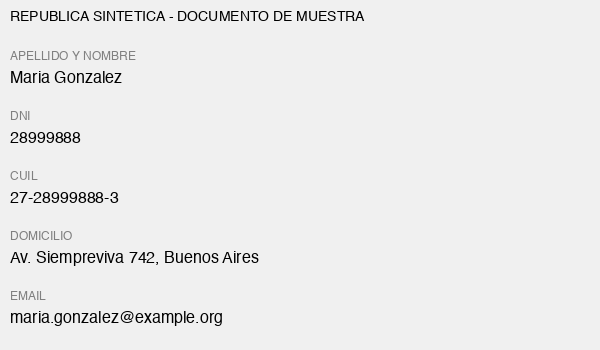 REPUBLICA SINTETICA - DOCUMENTO DE MUESTRA
APELLIDO Y NOMBRE
Maria Gonzalez
DNI
28999888
CUIL
27-28999888-3
DOMICILIO
Av. Siempreviva 742, Buenos Aires
EMAIL
maria.gonzalez@example.org